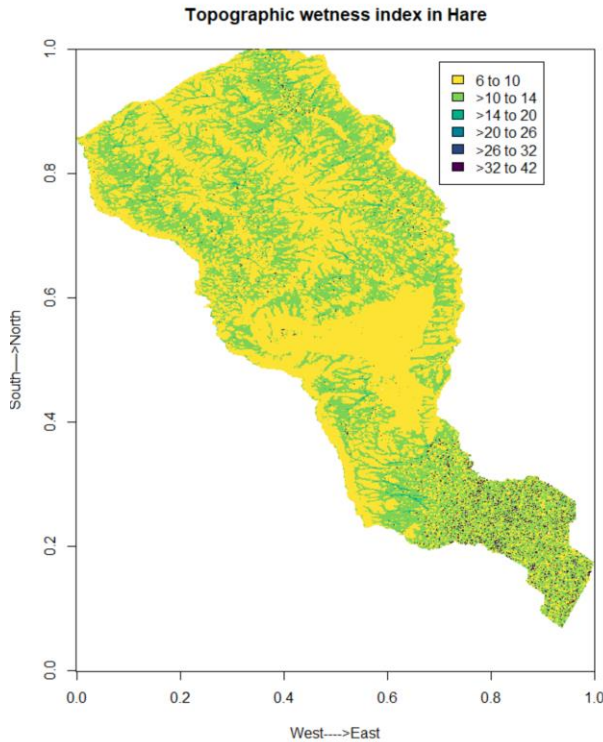 Topographic wetness index in Hare
6 to 10
>10 to 14
>14 to 20
>20 to 26
>26 to 32
>32 to 42
1.0
0.8
0.6
0.4
0.2
0.0
South---->North
0.0 0.2 0.4 0.6 0.8 1.0
West---->East